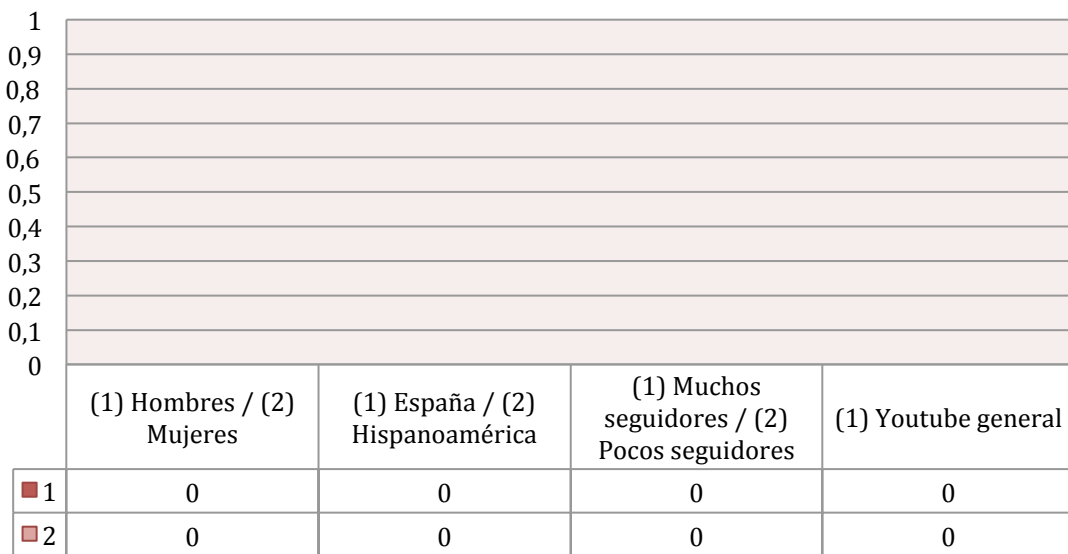 1
0,9
0,8
0,7
0,6
0,5
0,4
0,3
0,2
0,1
0
(1) Hombres / (2)
Mujeres
(1) España / (2)
Hispanoamérica
(1) Muchos
seguidores / (2)
Pocos seguidores
(1) Youtube general
1 0 0 0 0
2 0 0 0 0